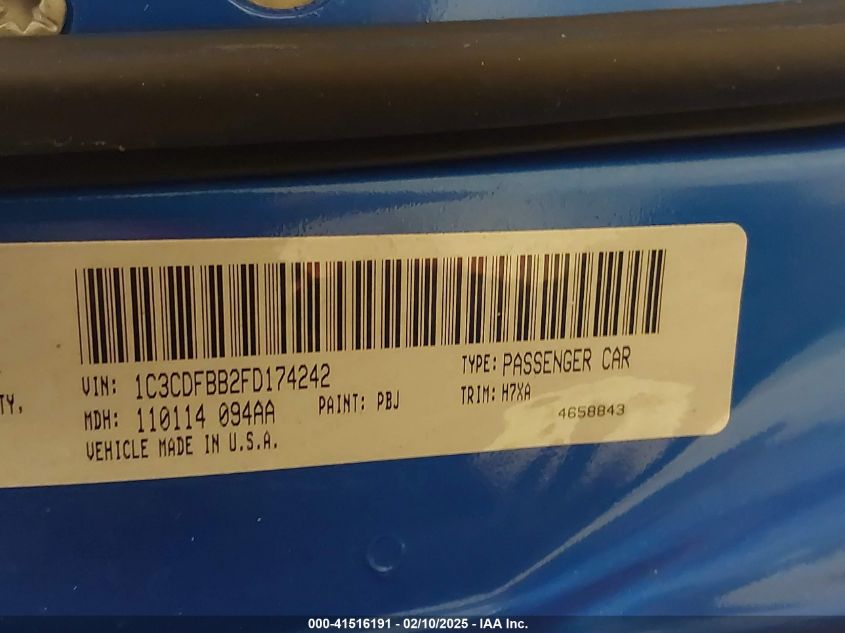 VIN: 1C3CDFBB2FD174242 TYPE: PASSENGER CAR
TY, MDH: 110114 094AA PAINT: PBJ TRIM: H7XA
4658843
VEHICLE MADE IN U.S.A.
000-41516191 - 02/10/2025 - IAA Inc.